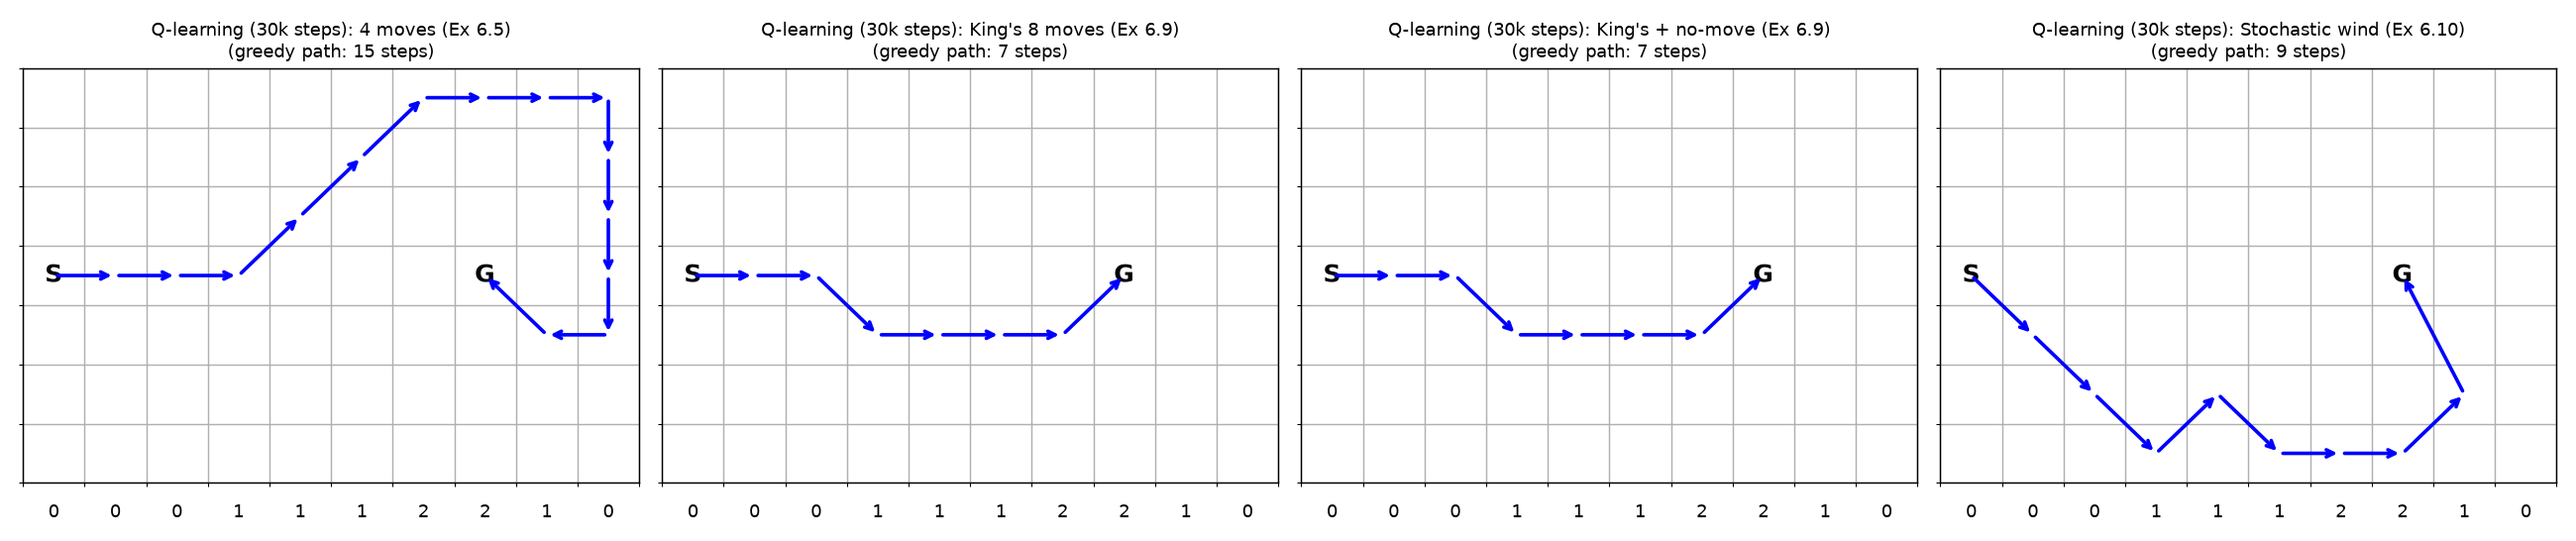 Q-learning (30k steps): 4 moves (Ex 6.5)
(greedy path: 15 steps)
S
G
0 0 0 1 1 1 2 2 1 0
Q-learning (30k steps): King's 8 moves (Ex 6.9)
(greedy path: 7 steps)
S
G
0 0 0 1 1 1 2 2 1 0
Q-learning (30k steps): King's + no-move (Ex 6.9)
(greedy path: 7 steps)
S
G
0 0 0 1 1 1 2 2 1 0
Q-learning (30k steps): Stochastic wind (Ex 6.10)
(greedy path: 9 steps)
S
G
0 0 0 1 1 1 2 2 1 0